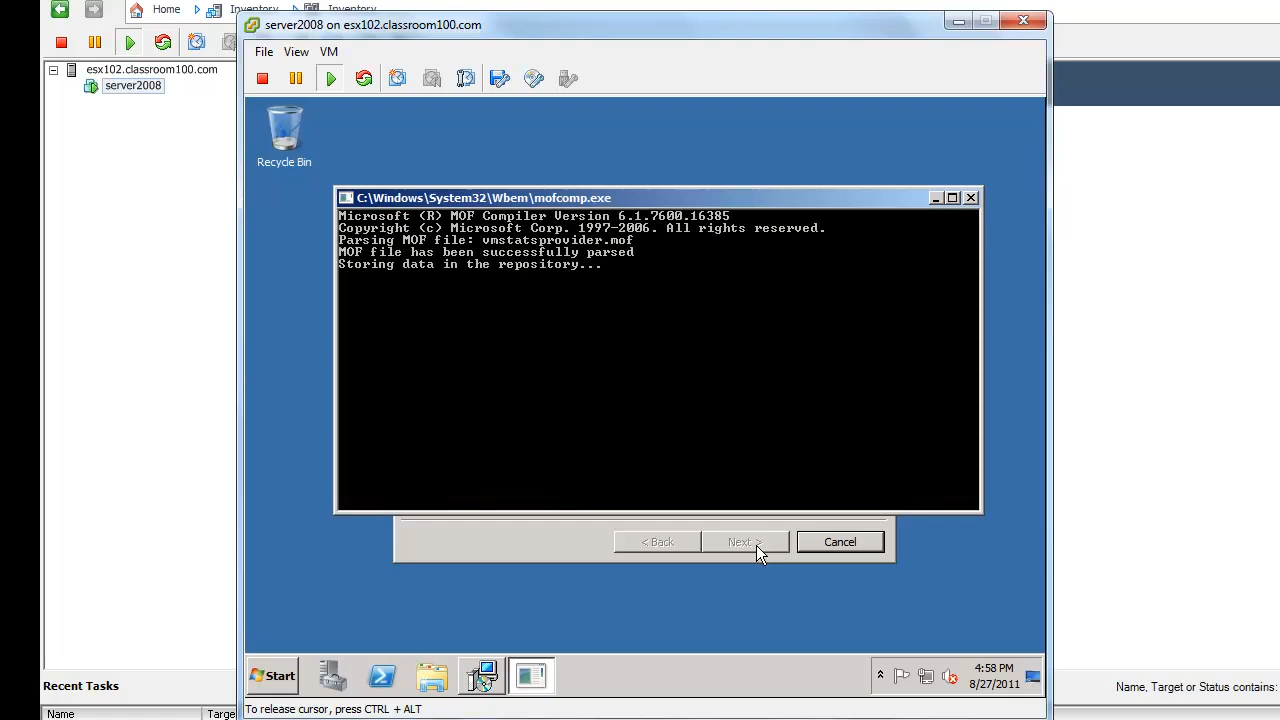 Home Inventory Inventory
server2008 on esx102.classroom100.com
File View VM
esx102.classroom100.com
server2008
Recycle Bin
C:\Windows\System32\Wbem\mofcomp.exe
Microsoft (R) MOF Compiler Version 6.1.7600.16385
Copyright (c) Microsoft Corp. 1997-2006. All rights reserved.
Parsing MOF file: vmstatsprovider.mof
MOF file has been successfully parsed
Storing data in the repository...
< Back Next > Cancel
Start
4:58 PM
8/27/2011
Recent Tasks
Name, Target or Status contains:
To release cursor, press CTRL + ALT
Name Targe